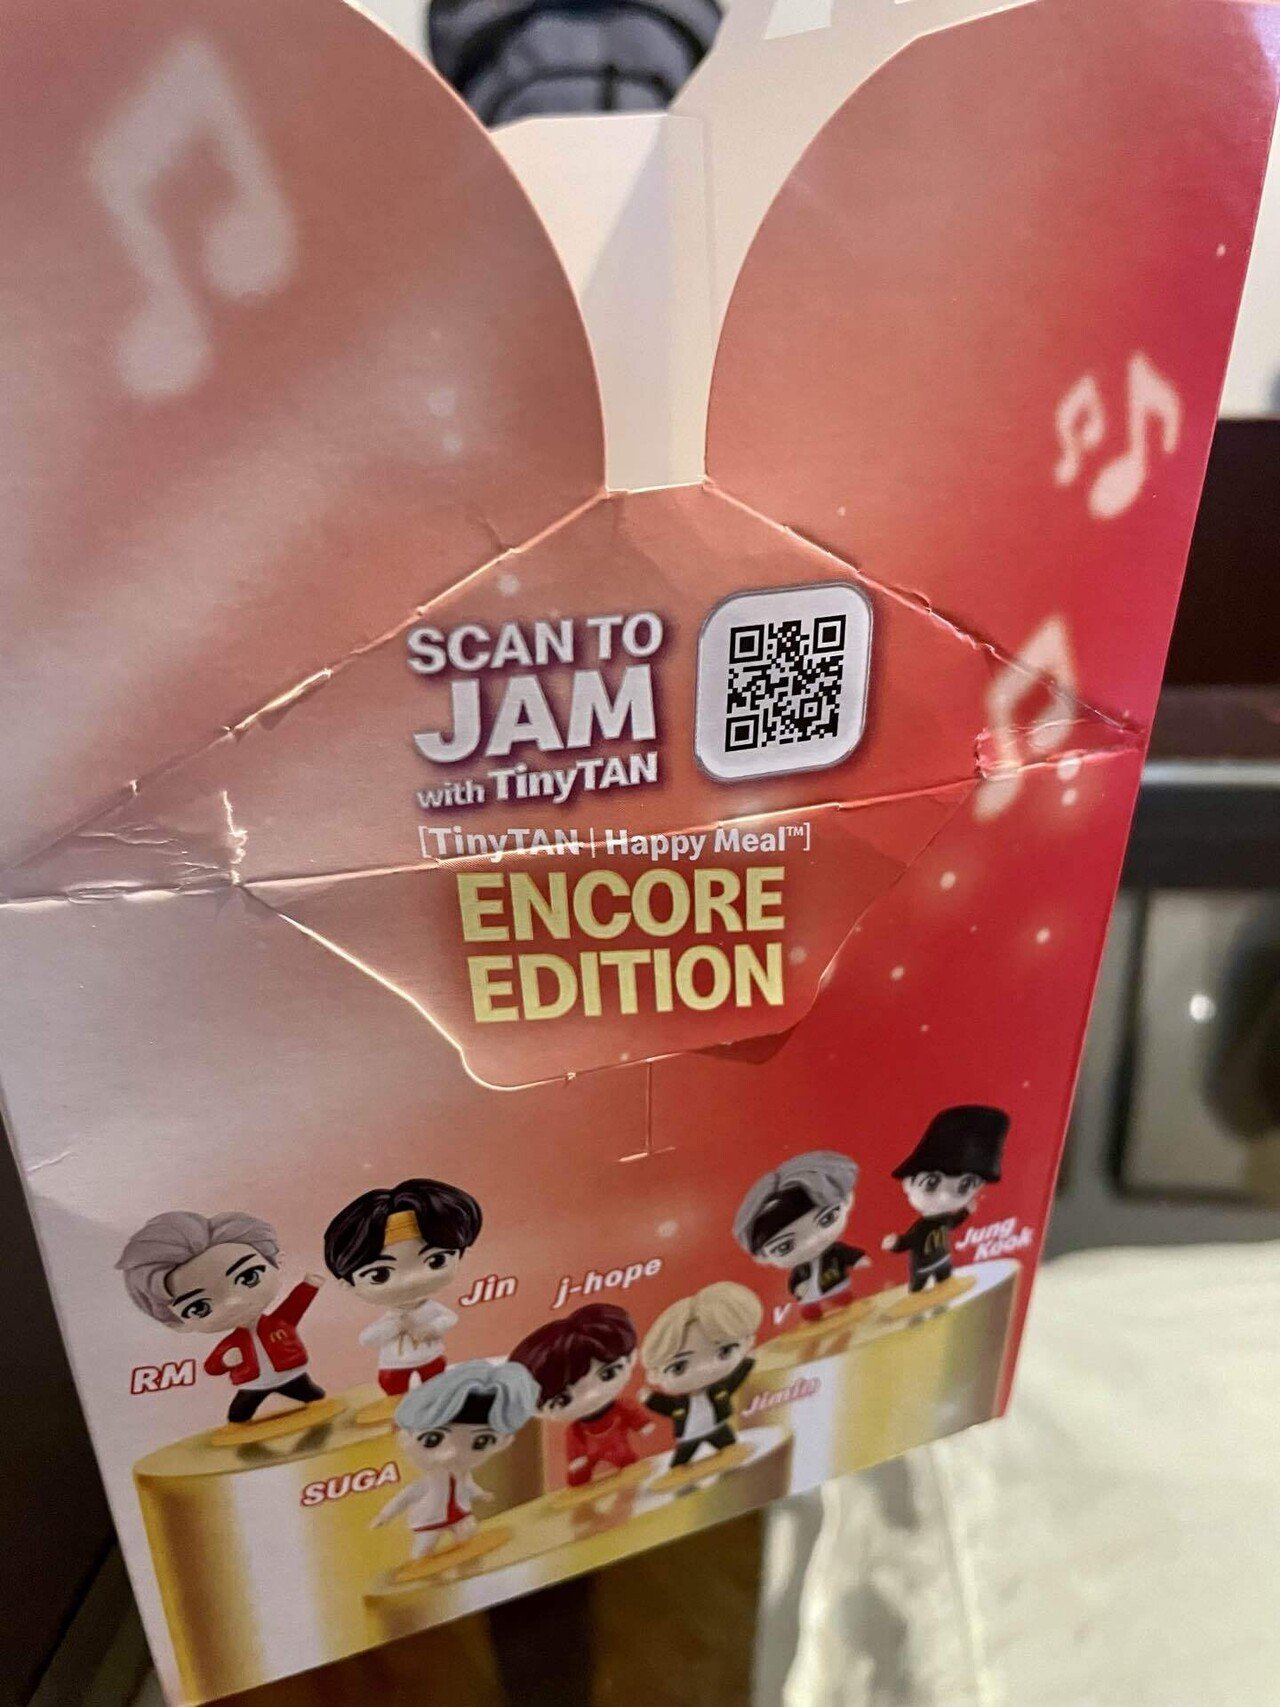 SCAN TO
JAM
with TinyTAN
[TinyTAN | Happy Meal™]
ENCORE
EDITION
RM
Jin
j-hope
V
Jung
Kook
SUGA
Jimin